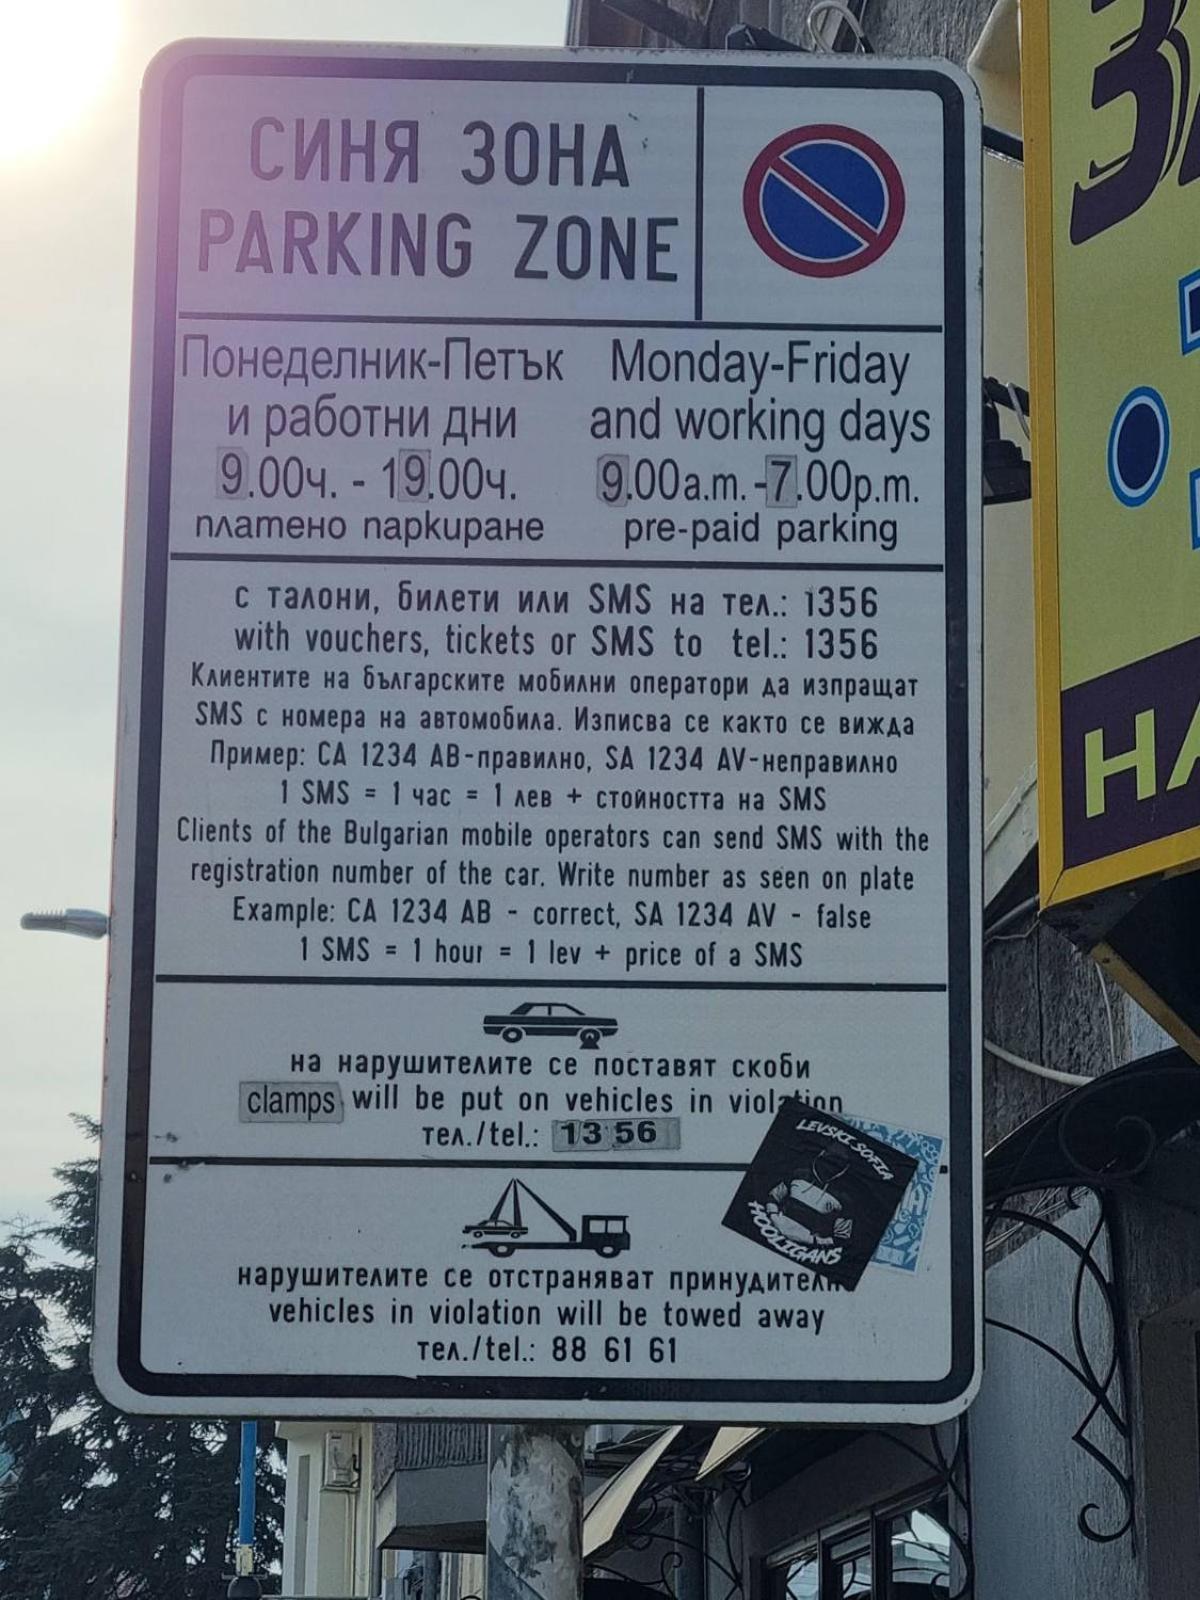 СИНЯ ЗОНА
PARKING ZONE
Понеделник-Петък
и работни дни
9.00ч. - 19.00ч.
платено паркиране
Monday-Friday
and working days
9.00a.m.-7.00p.m.
pre-paid parking
с талони, билети или SMS на тел.: 1356
with vouchers, tickets or SMS to tel.: 1356
Клиентите на българските мобилни оператори да изпращат
SMS с номера на автомобила. Изписва се както се вижда
Пример: СА 1234 АВ-правилно, SA 1234 AV-неправилно
1 SMS = 1 час = 1 лев + стойността на SMS
Clients of the Bulgarian mobile operators can send SMS with the
registration number of the car. Write number as seen on plate
Example: CA 1234 AB - correct, SA 1234 AV - false
1 SMS = 1 hour = 1 lev + price of a SMS
на нарушителите се поставят скоби
clamps will be put on vehicles in violation
тел./tel.: 13 56
LEVSKI SOFIA
HOOLIGANS
нарушителите се отстраняват
vehicles in violation will be towed away
тел./tel.: 88 61 61